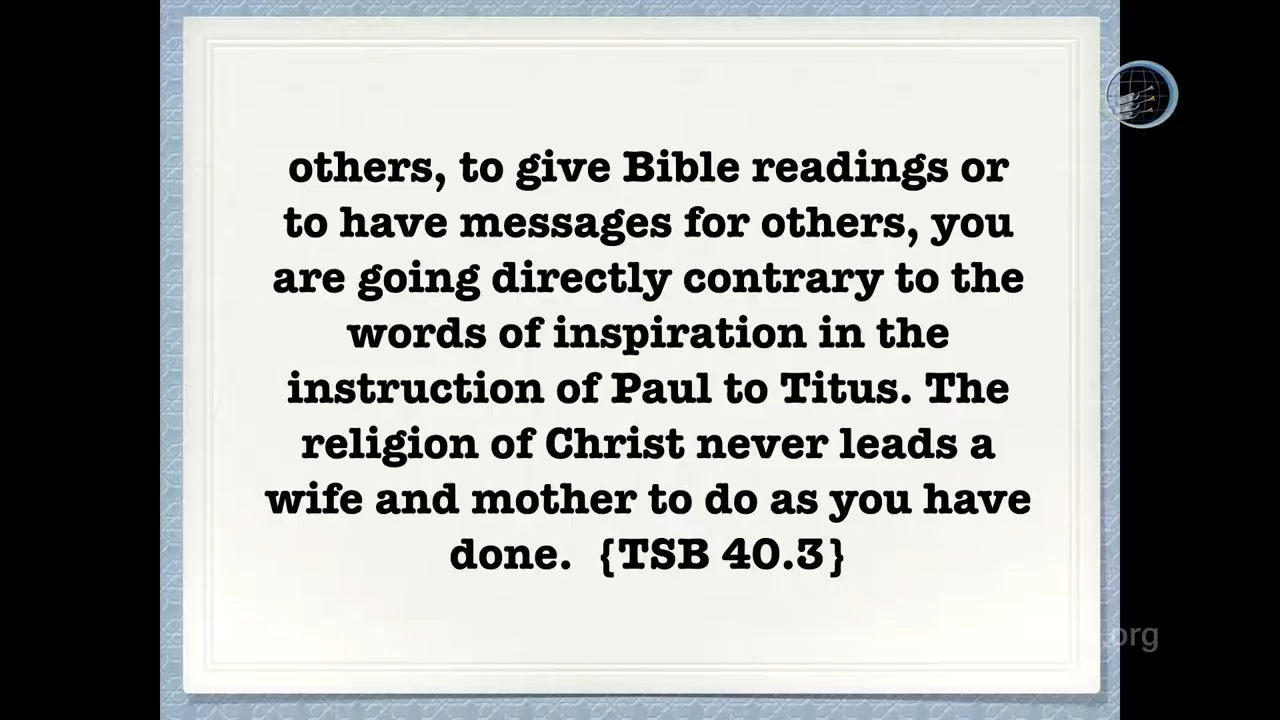 others, to give Bible readings or
to have messages for others, you
are going directly contrary to the
words of inspiration in the
instruction of Paul to Titus. The
religion of Christ never leads a
wife and mother to do as you have
done. {TSB 40.3}
.org